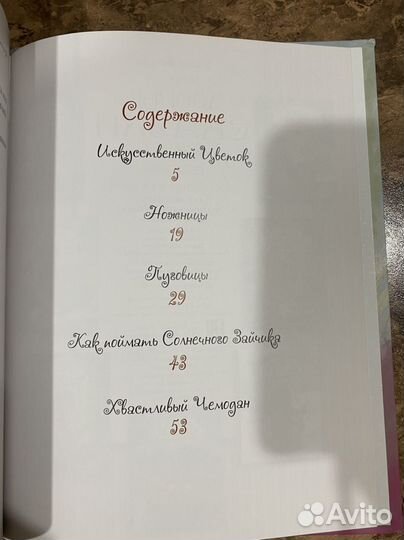 Содержание
Искусственный Цветок
5
Ножницы
19
Пуговицы
29
Как поймать Солнечного Зайчика
43
Хвастливый Чемодан
53
Avito